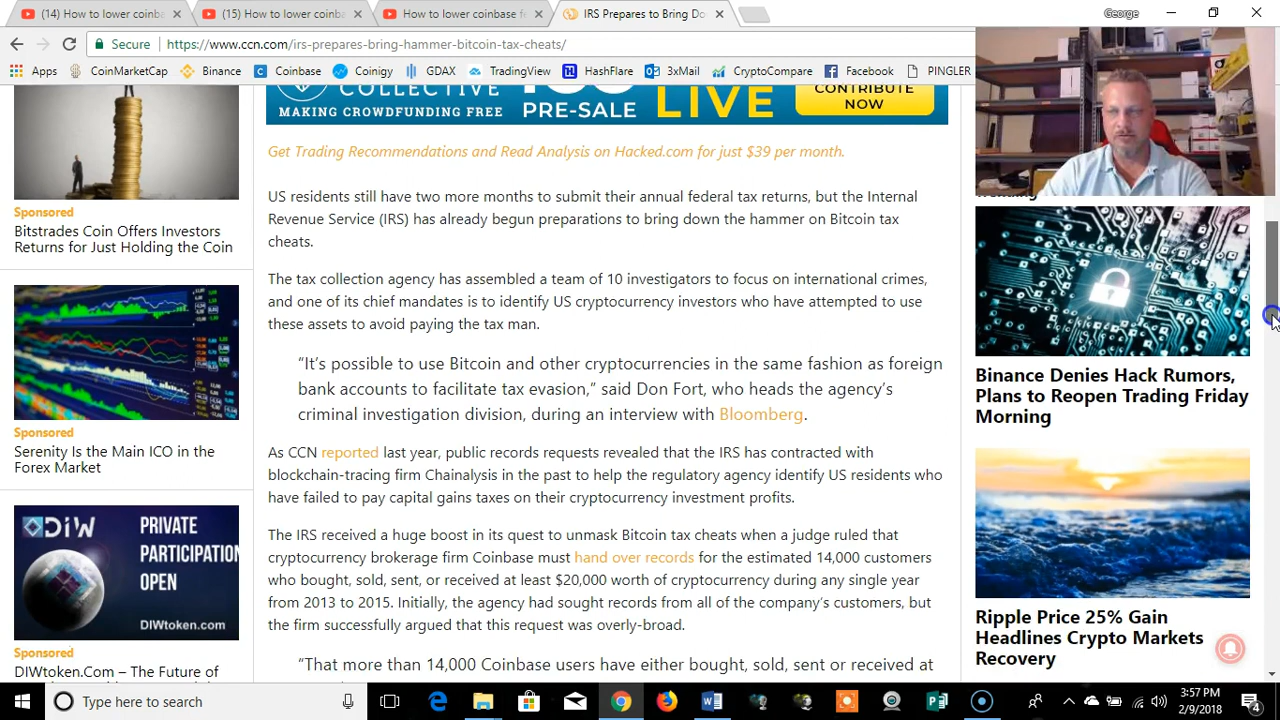 (14) How to lower coinb
(15) How to lower coinb
How to lower coinbase fe
IRS Prepares to Bring Do
George
Secure
https://www.ccn.com/irs-prepares-bring-hammer-bitcoin-tax-cheats/
Apps
CoinMarketCap
Binance
Coinbase
Coinigy
GDAX
TradingView
HashFlare
3xMail
CryptoCompare
Facebook
PINGLER
COLLECTIVE
MAKING CROWDFUNDING FREE
PRE-SALE
LIVE
CONTRIBUTE
NOW
Get Trading Recommendations and Read Analysis on Hacked.com for just $39 per month.
US residents still have two more months to submit their annual federal tax returns, but the Internal
Revenue Service (IRS) has already begun preparations to bring down the hammer on Bitcoin tax
cheats.
The tax collection agency has assembled a team of 10 investigators to focus on international crimes,
and one of its chief mandates is to identify US cryptocurrency investors who have attempted to use
these assets to avoid paying the tax man.
“It’s possible to use Bitcoin and other cryptocurrencies in the same fashion as foreign
bank accounts to facilitate tax evasion,” said Don Fort, who heads the agency’s
criminal investigation division, during an interview with Bloomberg.
As CCN reported last year, public records requests revealed that the IRS has contracted with
blockchain-tracing firm Chainalysis in the past to help the regulatory agency identify US residents who
have failed to pay capital gains taxes on their cryptocurrency investment profits.
The IRS received a huge boost in its quest to unmask Bitcoin tax cheats when a judge ruled that
cryptocurrency brokerage firm Coinbase must hand over records for the estimated 14,000 customers
who bought, sold, sent, or received at least $20,000 worth of cryptocurrency during any single year
from 2013 to 2015. Initially, the agency had sought records from all of the company’s customers, but
the firm successfully argued that this request was overly-broad.
“That more than 14,000 Coinbase users have either bought, sold, sent or received at
Sponsored
Bitstrades Coin Offers Investors
Returns for Just Holding the Coin
Sponsored
Serenity Is the Main ICO in the
Forex Market
DIW
PRIVATE
PARTICIPATION
OPEN
DIWtoken.com
Sponsored
DIWtoken.Com – The Future of
Binance Denies Hack Rumors,
Plans to Reopen Trading Friday
Morning
Ripple Price 25% Gain
Headlines Crypto Markets
Recovery
Type here to search
3:57 PM
2/9/2018
4